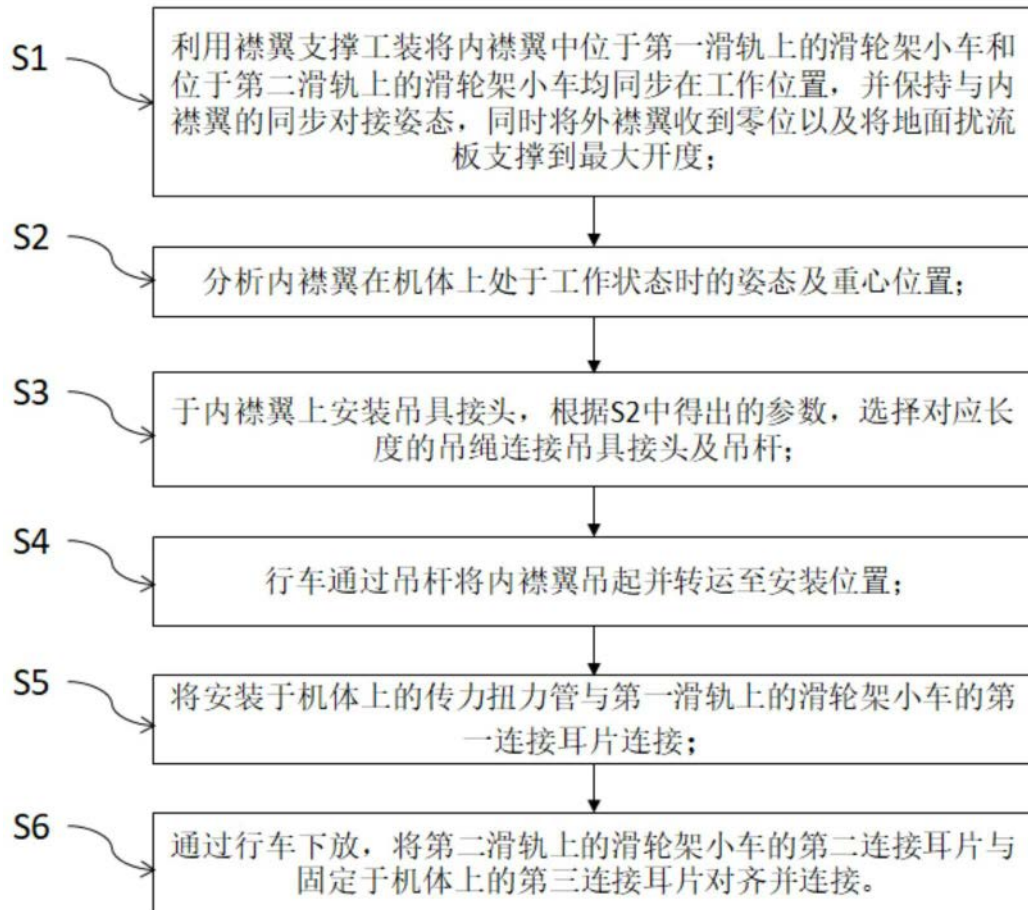 S1
利用襟翼支撑工装将内襟翼中位于第一滑轨上的滑轮架小车和
位于第二滑轨上的滑轮架小车均同步在工作位置，并保持与内
襟翼的同步对接姿态，同时将外襟翼收到零位以及将地面扰流
板支撑到最大开度；
S2
分析内襟翼在机体上处于工作状态时的姿态及重心位置；
S3
于内襟翼上安装吊具接头，根据S2中得出的参数，选择对应长
度的吊绳连接吊具接头及吊杆；
S4
行车通过吊杆将内襟翼吊起并转运至安装位置；
S5
将安装于机体上的传力扭力管与第一滑轨上的滑轮架小车的第
一连接耳片连接；
S6
通过行车下放，将第二滑轨上的滑轮架小车的第二连接耳片与
固定于机体上的第三连接耳片对齐并连接。